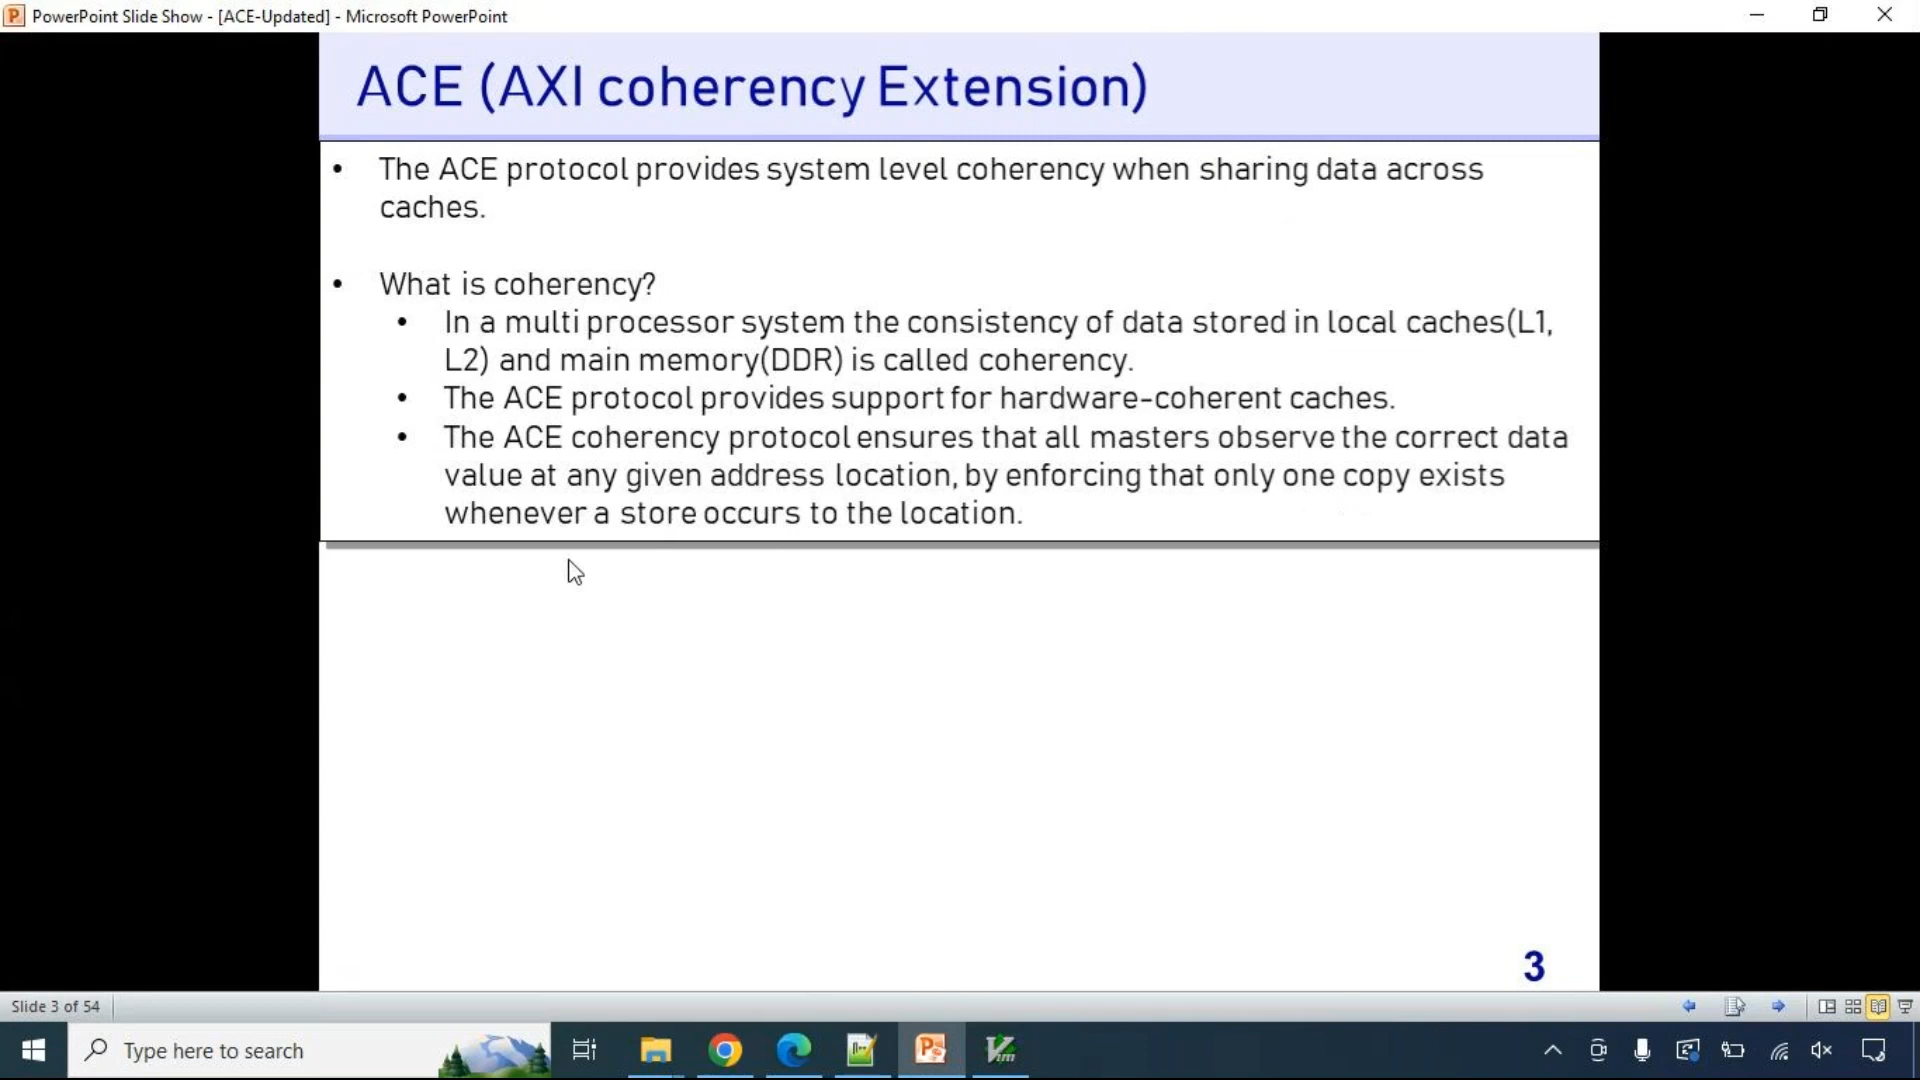 PowerPoint Slide Show - [ACE-Updated] - Microsoft PowerPoint
ACE (AXI coherency Extension)
• The ACE protocol provides system level coherency when sharing data across
caches.
• What is coherency?
• In a multi processor system the consistency of data stored in local caches(L1,
L2) and main memory(DDR) is called coherency.
• The ACE protocol provides support for hardware-coherent caches.
• The ACE coherency protocol ensures that all masters observe the correct data
value at any given address location, by enforcing that only one copy exists
whenever a store occurs to the location.
3
Slide 3 of 54
Type here to search